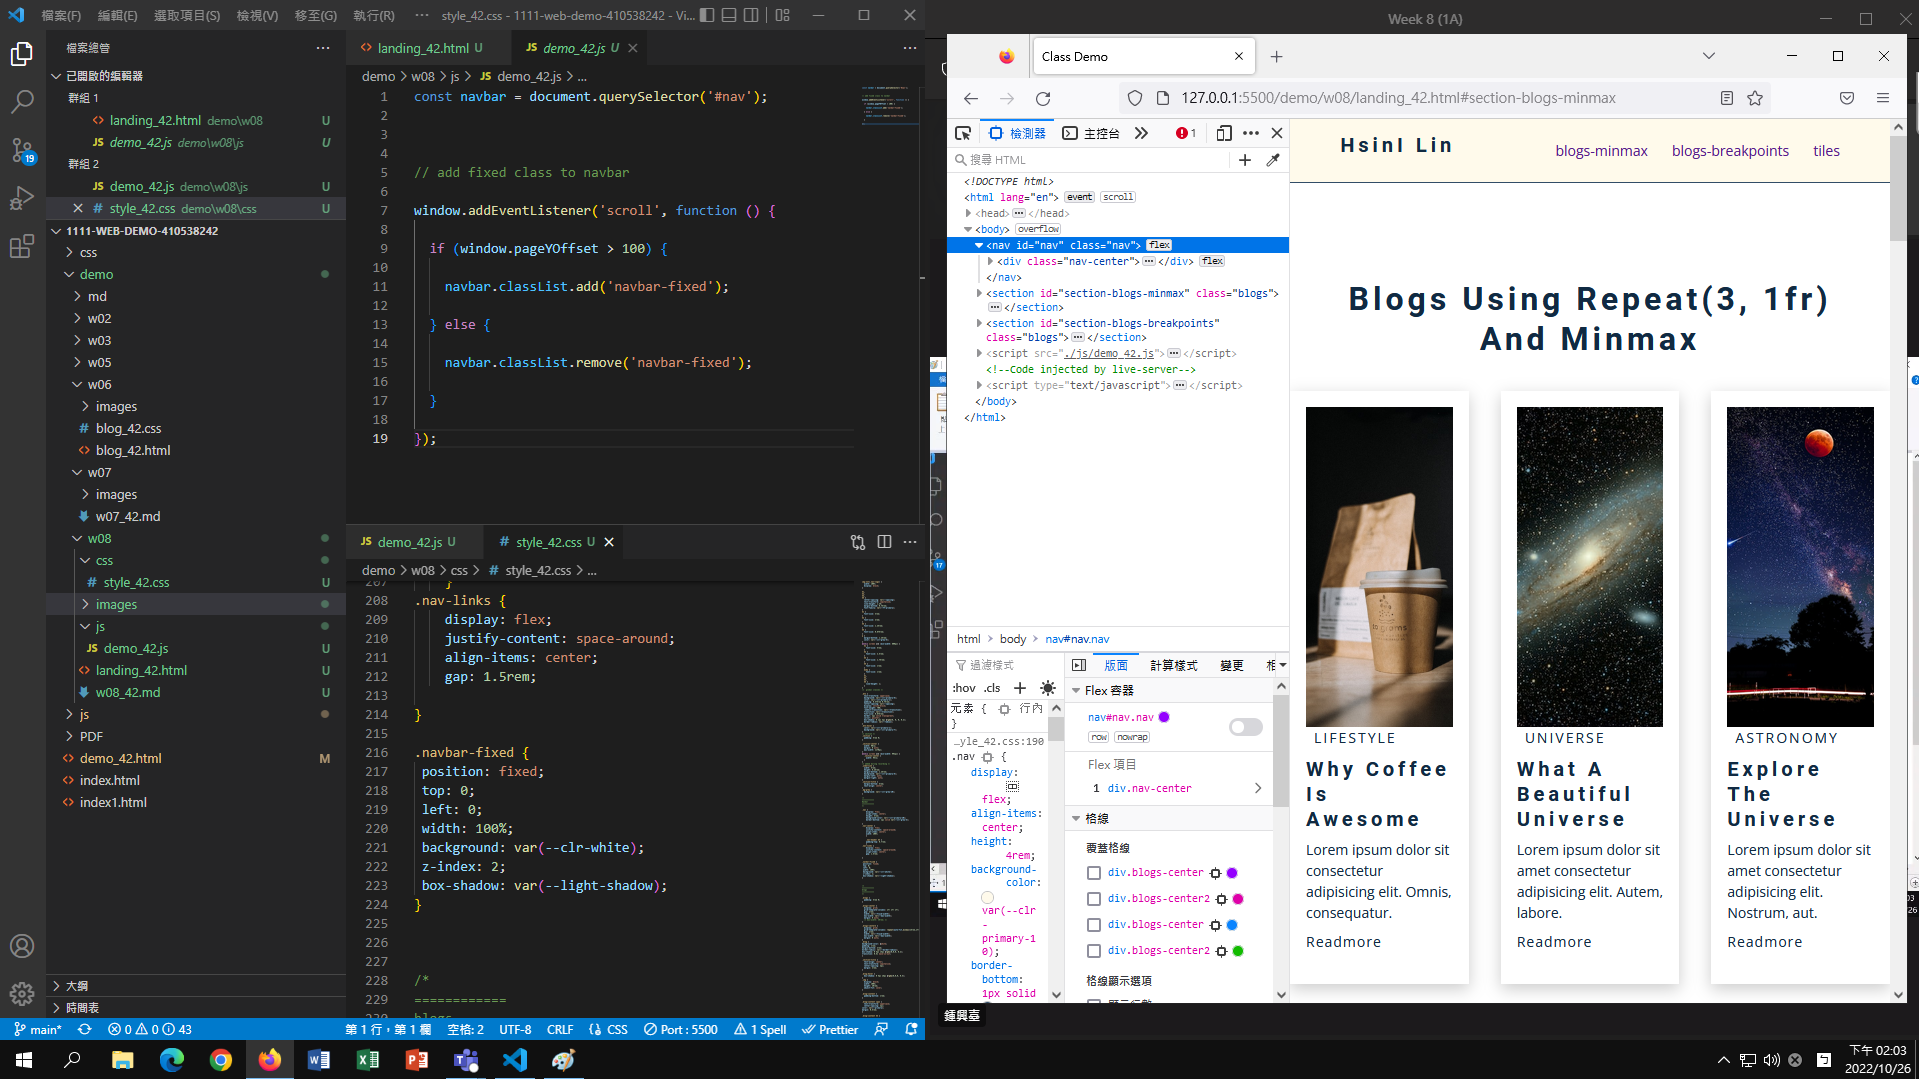 檔案(F) 編輯(E) 選取項目(S) 檢視(V) 移至(G) 執行(R) ··· style_42.css - 1111-web-demo-410538242 - Vi...
檔案總管
已開啟的編輯器
群組 1
landing_42.html demo\w08 U
demo_42.js demo\w08\js U
群組 2
demo_42.js demo\w08\js U
style_42.css demo\w08\css U
1111-WEB-DEMO-410538242
css
demo
md
w02
w03
w05
w06
images
blog_42.css
blog_42.html
w07
images
w07_42.md
w08
css
style_42.css U
images
js
demo_42.js U
landing_42.html U
w08_42.md U
js
PDF
demo_42.html M
index.html
index1.html
大綱
時間表
19
landing_42.html U
demo_42.js U
demo > w08 > js > JS demo_42.js > ...
1 const navbar = document.querySelector('#nav');
2
3
4
5 // add fixed class to navbar
6
7 window.addEventListener('scroll', function () {
8
9 if (window.pageYOffset > 100) {
10
11 navbar.classList.add('navbar-fixed');
12
13 } else {
14
15 navbar.classList.remove('navbar-fixed');
16
17 }
18
19 });
JS demo_42.js U
# style_42.css U
demo > w08 > css > # style_42.css > ...
207 }
208 .nav-links {
209 display: flex;
210 justify-content: space-around;
211 align-items: center;
212 gap: 1.5rem;
213
214 }
215
216 .navbar-fixed {
217 position: fixed;
218 top: 0;
219 left: 0;
220 width: 100%;
221 background: var(--clr-white);
222 z-index: 2;
223 box-shadow: var(--light-shadow);
224 }
225
226
227
228 /*
229 ============
230 blogs
main* 0 0 43 第 1 行，第 1 欄 空格: 2 UTF-8 CRLF CSS Port : 5500 1 Spell Prettier
Week 8 (1A)
Class Demo
127.0.0.1:5500/demo/w08/landing_42.html#section-blogs-minmax
檢測器 主控台 1
搜尋 HTML
<!DOCTYPE html>
<html lang="en"> event scroll
<head>···</head>
<body> overflow
<nav id="nav" class="nav"> flex
<div class="nav-center">···</div> flex
</nav>
<section id="section-blogs-minmax" class="blogs">
···</section>
<section id="section-blogs-breakpoints"
class="blogs">···</section>
<script src="./js/demo_42.js">···</script>
<!--Code injected by live-server-->
<script type="text/javascript">···</script>
</body>
</html>
html > body > nav#nav.nav
過濾樣式
:hov .cls
元素 { 行內
}
_yle_42.css:190
.nav {
display:
flex;
align-items:
center;
height:
4rem;
background-
color:
var(--clr
-
primary-1
0);
border-
bottom:
1px solid
版面 計算樣式 變更
Flex 容器
nav#nav.nav
row nowrap
Flex 項目
1 div.nav-center
格線
覆蓋格線
div.blogs-center
div.blogs-center2
div.blogs-center
div.blogs-center2
格線顯示選項
顯示行數
HsinI Lin
blogs-minmax blogs-breakpoints tiles
Blogs Using Repeat(3, 1fr)
And Minmax
LIFESTYLE
Why Coffee
Is
Awesome
Lorem ipsum dolor sit
consectetur
adipisicing elit. Omnis,
consequatur.
Readmore
UNIVERSE
What A
Beautiful
Universe
Lorem ipsum dolor sit
amet consectetur
adipisicing elit. Autem,
labore.
Readmore
ASTRONOMY
Explore
The
Universe
Lorem ipsum dolor sit
amet consectetur
adipisicing elit.
Nostrum, aut.
Readmore
鍾興臺
下午 02:03
2022/10/26